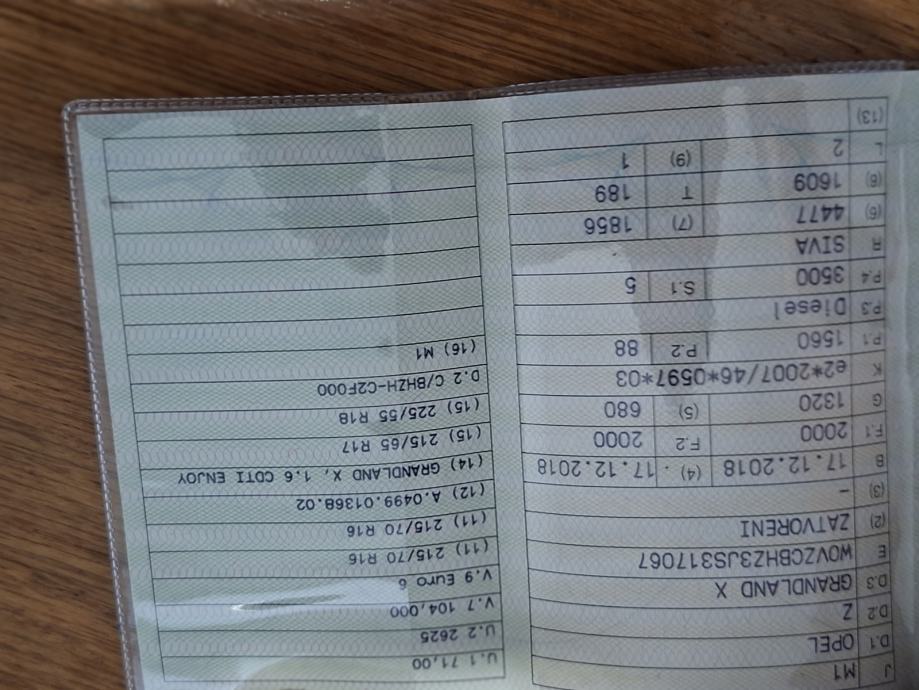 J M1
D.1 OPEL
D.2 Z
D.3 GRANDLAND X
E W0VZCBHZ3JS317067
(2) ZATVORENI
(3) -
B 17.12.2018 (4) 17.12.2018
F.1 2000 F.2 2000
G 1320 (5) 680
K e2*2007/46*0597*03
P.1 1560 P.2 88
P.3 Diesel
P.4 3500 S.1 5
R SIVA
(6) 4477 (7) 1856
(8) 1609 T 189
L 2 (9) 1
(13)
U.1 71,00
U.2 2625
V.7 104,000
V.9 Euro 6
(11) 215/70 R16
(11) 215/70 R16
(12) A.0499.01368.02
(14) GRANDLAND X, 1.6 CDTI ENJOY
(15) 215/65 R17
(15) 225/55 R18
D.2 C/BHZH-C2F000
(16) M1